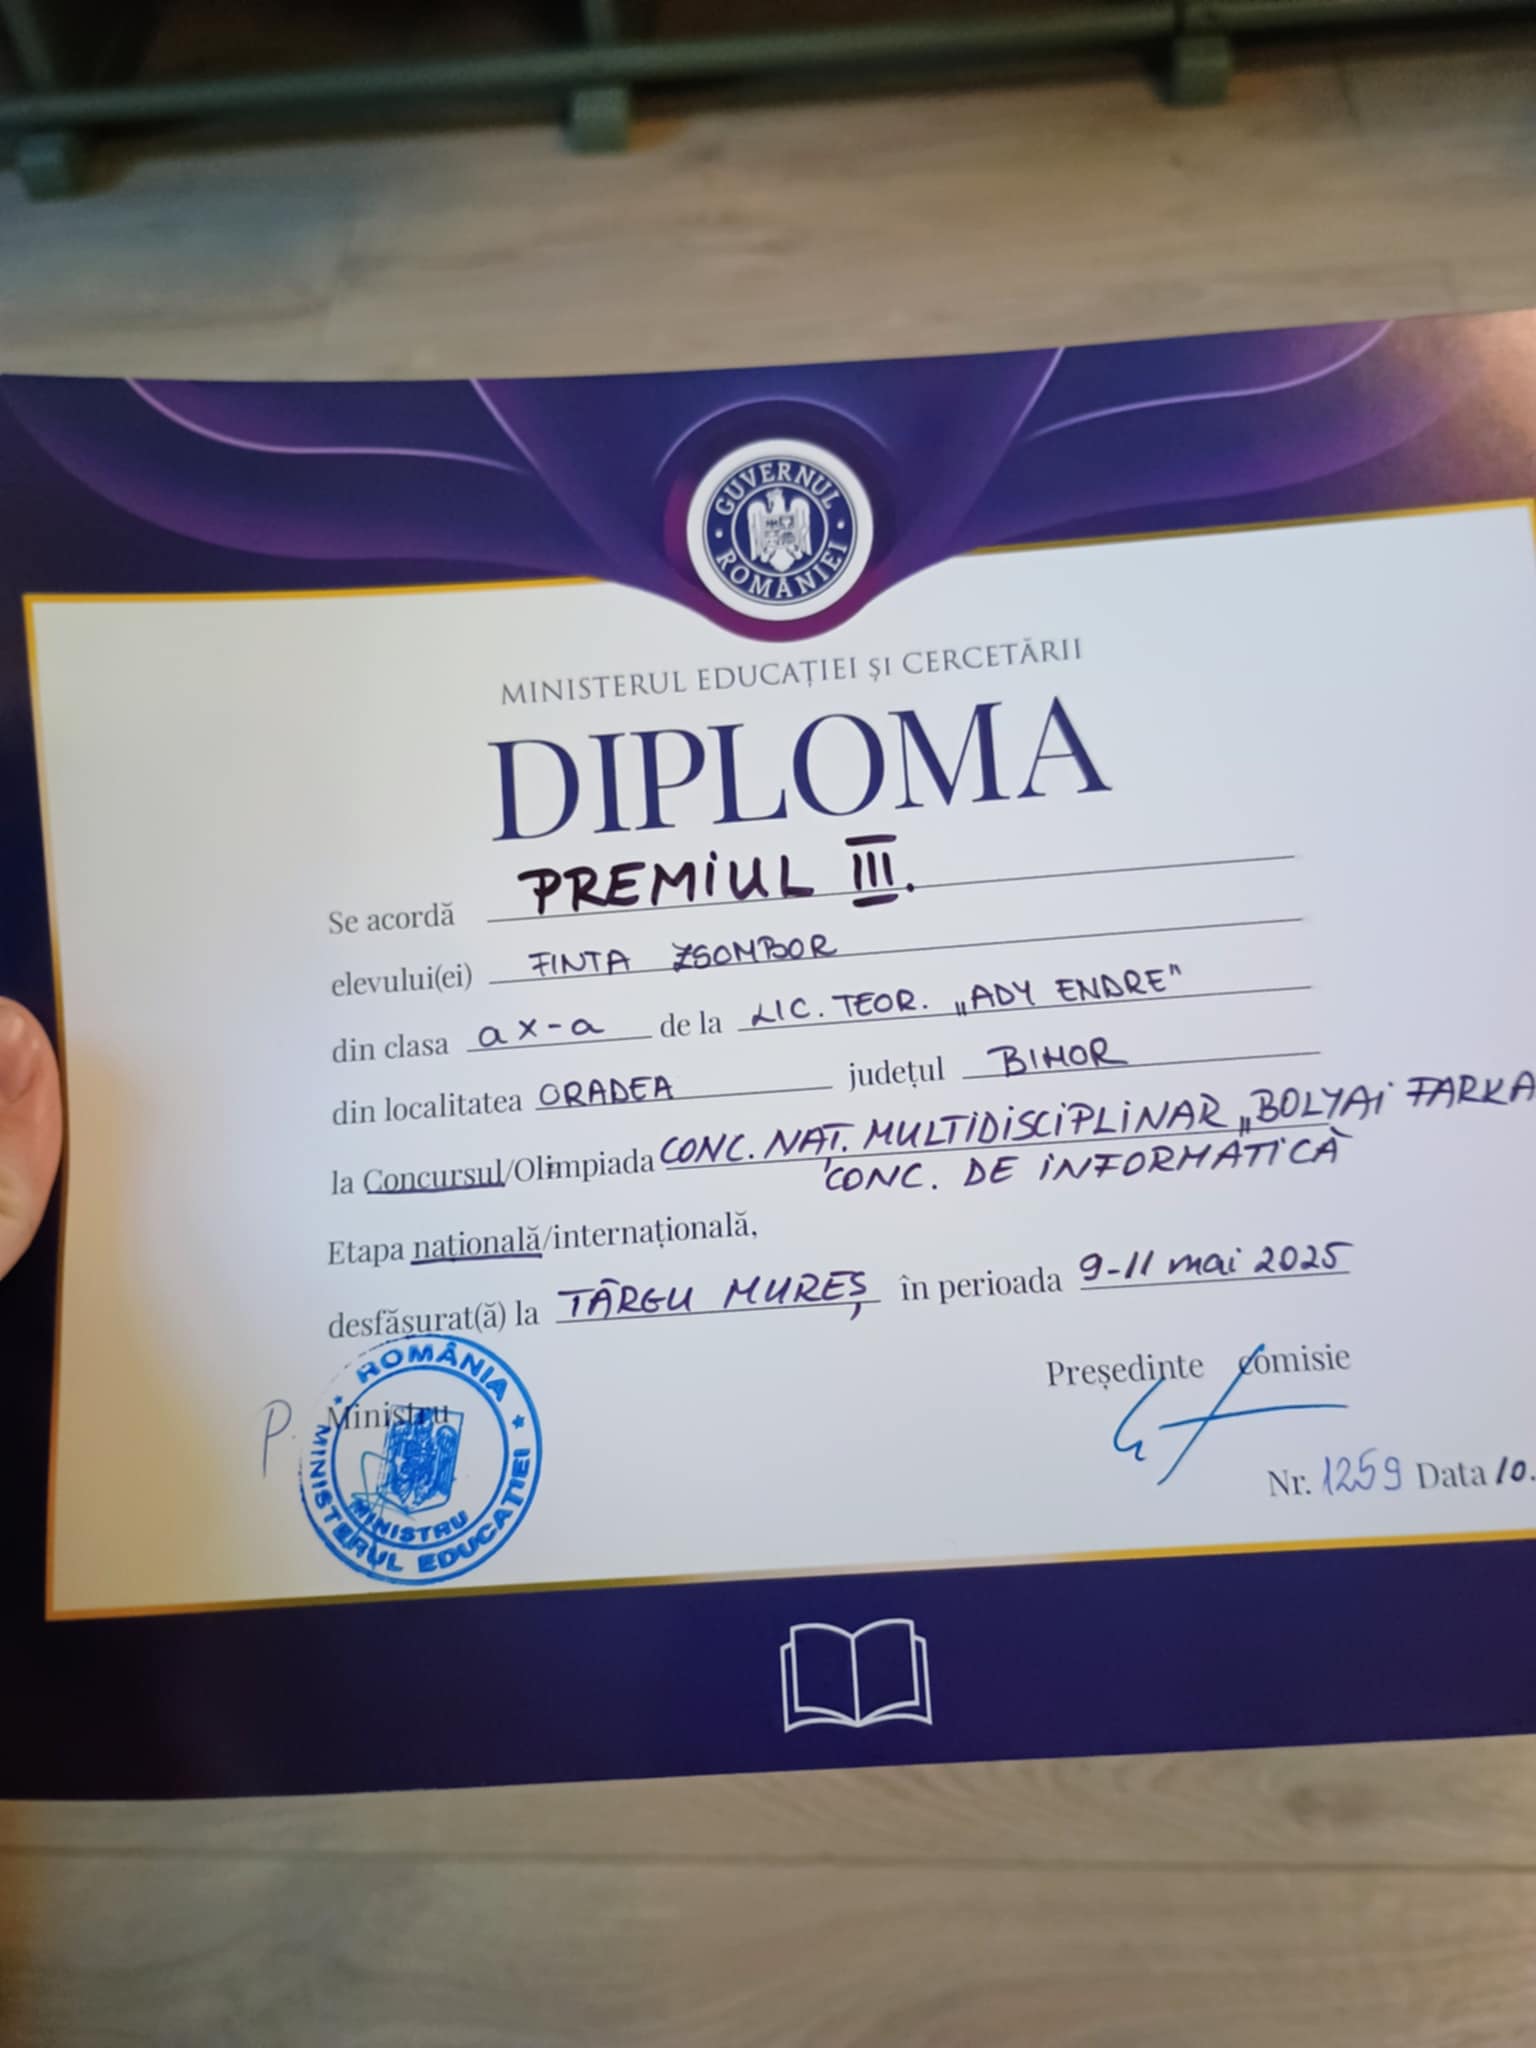 GUVERNUL ROMÂNIEI
MINISTERUL EDUCAȚIEI ȘI CERCETĂRII
DIPLOMA
Se acordă PREMIUL III.
elevului(ei) FINTA ZSOMBOR
din clasa a X-a de la LIC. TEOR. „ADY ENDRE"
din localitatea ORADEA județul BIHOR
la Concursul/Olimpiada CONC. NAȚ. MULTIDISCIPLINAR „BOLYAI FARKA
CONC. DE INFORMATICĂ
Etapa națională/internațională,
desfășurat(ă) la TÂRGU MUREȘ în perioada 9-11 mai 2025
P. Ministru
Președinte comisie
ROMÂNIA
MINISTERUL EDUCAȚIEI
MINISTRU
Nr. 1259 Data 10.